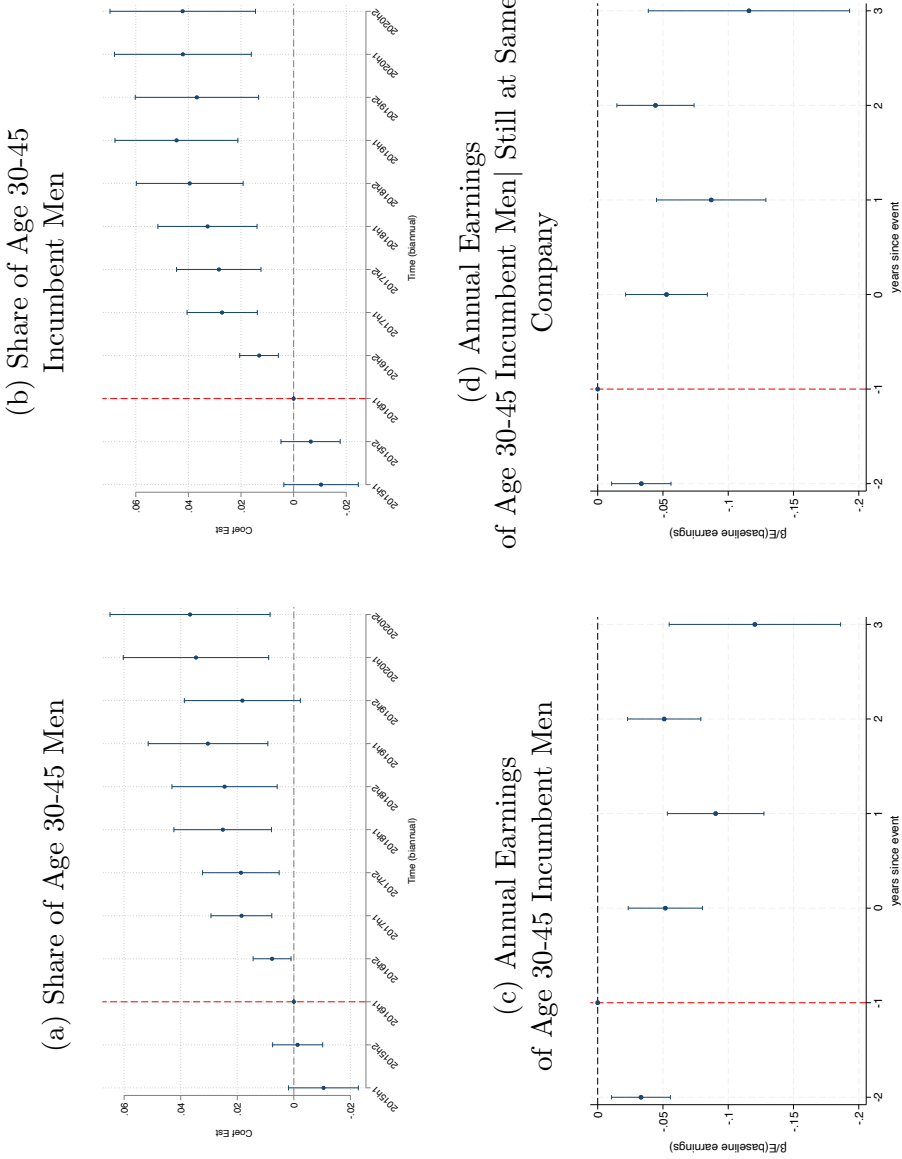 (a) Share of Age 30-45 Men
.06
.04
.02
0
-.02
Coef Est
2015h1
2015h2
2016h1
2016h2
2017h1
2017h2
2018h1
2018h2
2019h1
2019h2
2020h1
2020h2
Time (biannual)
(b) Share of Age 30-45
Incumbent Men
.06
.04
.02
0
-.02
Coef Est
2015h1
2015h2
2016h1
2016h2
2017h1
2017h2
2018h1
2018h2
2019h1
2019h2
2020h1
2020h2
Time (biannual)
(c) Annual Earnings
of Age 30-45 Incumbent Men
0
-.05
-.1
-.15
-.2
β/E(baseline earnings)
-2
-1
0
1
2
3
years since event
(d) Annual Earnings
of Age 30-45 Incumbent Men| Still at Same
Company
0
-.05
-.1
-.15
-.2
β/E(baseline earnings)
-2
-1
0
1
2
3
years since event